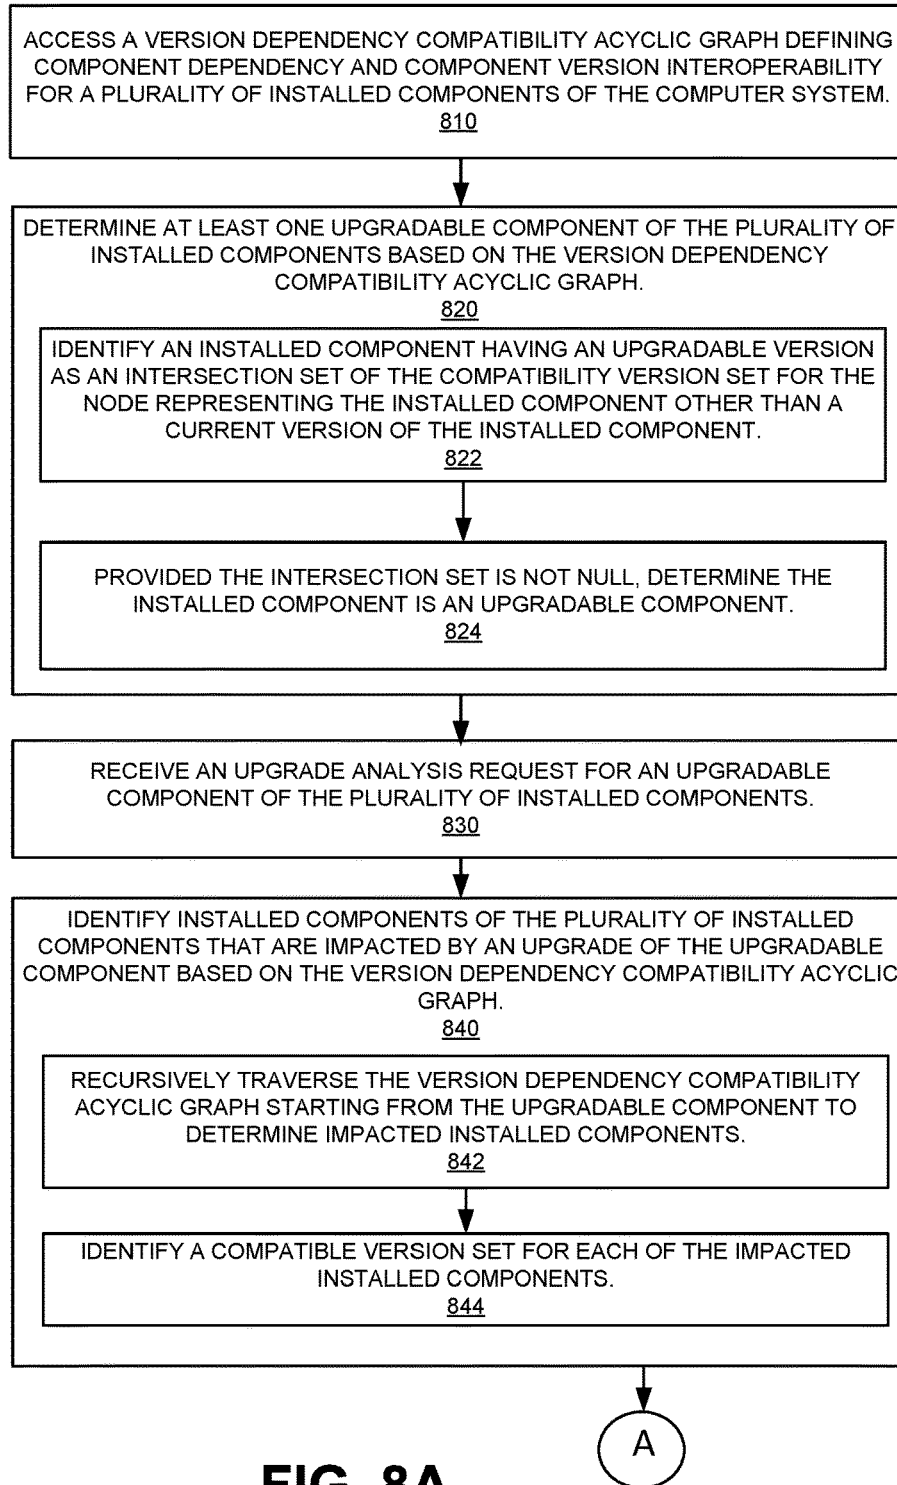 ACCESS A VERSION DEPENDENCY COMPATIBILITY ACYCLIC GRAPH DEFINING
COMPONENT DEPENDENCY AND COMPONENT VERSION INTEROPERABILITY
FOR A PLURALITY OF INSTALLED COMPONENTS OF THE COMPUTER SYSTEM.
810
DETERMINE AT LEAST ONE UPGRADABLE COMPONENT OF THE PLURALITY OF
INSTALLED COMPONENTS BASED ON THE VERSION DEPENDENCY
COMPATIBILITY ACYCLIC GRAPH.
820
IDENTIFY AN INSTALLED COMPONENT HAVING AN UPGRADABLE VERSION
AS AN INTERSECTION SET OF THE COMPATIBILITY VERSION SET FOR THE
NODE REPRESENTING THE INSTALLED COMPONENT OTHER THAN A
CURRENT VERSION OF THE INSTALLED COMPONENT.
822
PROVIDED THE INTERSECTION SET IS NOT NULL, DETERMINE THE
INSTALLED COMPONENT IS AN UPGRADABLE COMPONENT.
824
RECEIVE AN UPGRADE ANALYSIS REQUEST FOR AN UPGRADABLE
COMPONENT OF THE PLURALITY OF INSTALLED COMPONENTS.
830
IDENTIFY INSTALLED COMPONENTS OF THE PLURALITY OF INSTALLED
COMPONENTS THAT ARE IMPACTED BY AN UPGRADE OF THE UPGRADABLE
COMPONENT BASED ON THE VERSION DEPENDENCY COMPATIBILITY ACYCLIC
GRAPH.
840
RECURSIVELY TRAVERSE THE VERSION DEPENDENCY COMPATIBILITY
ACYCLIC GRAPH STARTING FROM THE UPGRADABLE COMPONENT TO
DETERMINE IMPACTED INSTALLED COMPONENTS.
842
IDENTIFY A COMPATIBLE VERSION SET FOR EACH OF THE IMPACTED
INSTALLED COMPONENTS.
844
A
FIG. 8A